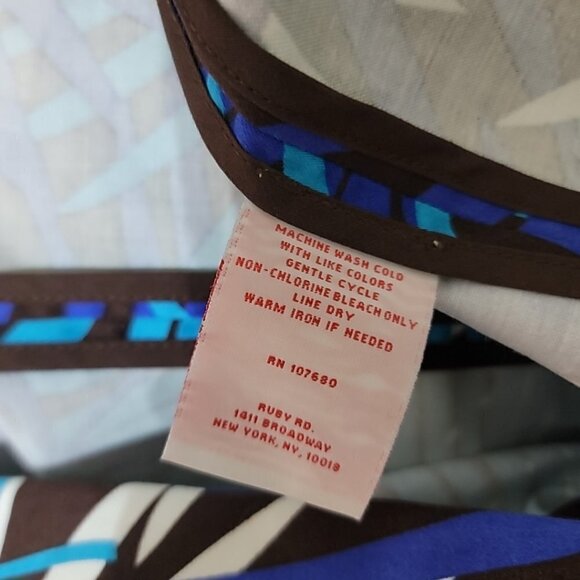 MACHINE WASH COLD
WITH LIKE COLORS
GENTLE CYCLE
NON-CHLORINE BLEACH ONLY
LINE DRY
WARM IRON IF NEEDED
RN 107680
RUBY RD.
1411 BROADWAY
NEW YORK, NY, 10018